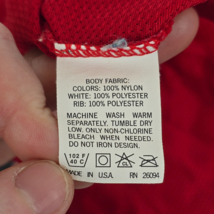 BODY FABRIC:
COLORS: 100% NYLON
WHITE: 100% POLYESTER
RIB: 100% POLYESTER
MACHINE WASH WARM
SEPARATELY. TUMBLE DRY
LOW. ONLY NON-CHLORINE
BLEACH WHEN NEEDED.
DO NOT IRON DESIGN.
102 F
40 C
MADE IN U.S.A. RN 26094